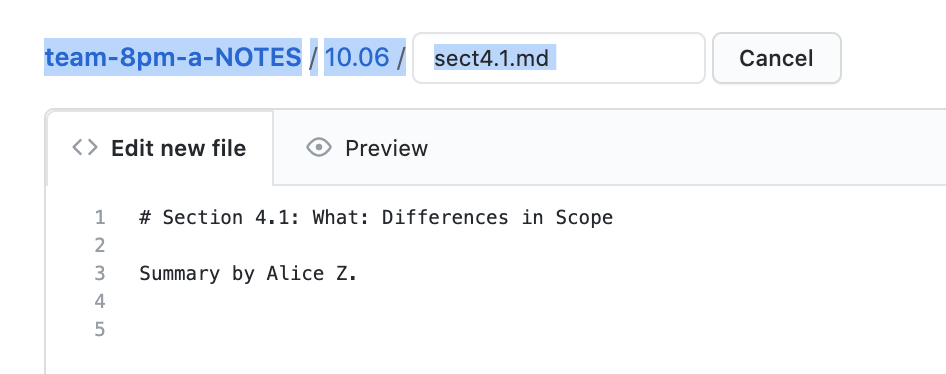 team-8pm-a-NOTES / 10.06 / sect4.1.md Cancel
<> Edit new file Preview
1 # Section 4.1: What: Differences in Scope
2
3 Summary by Alice Z.
4
5